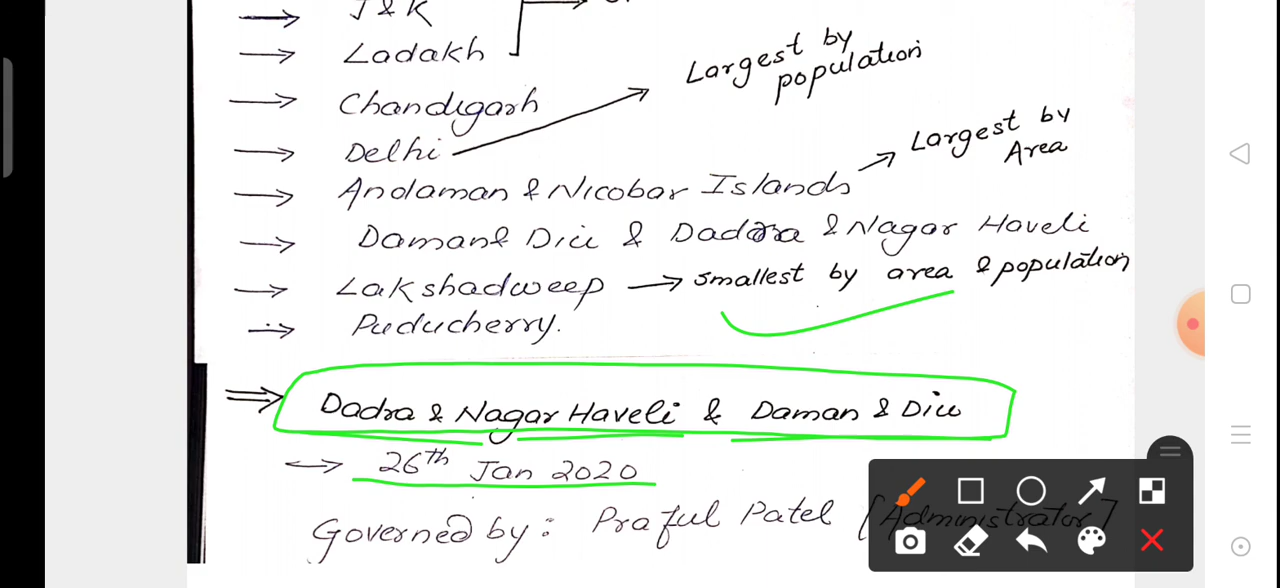 → J & K
→ Ladakh
→ Chandigarh
→ Delhi → Largest by population
→ Andaman & Nicobar Islands → Largest by Area
→ Daman & Diu & Dadra & Nagar Haveli
→ Lakshadweep → smallest by area & population
→ Puducherry.
⇒ Dadra & Nagar Haveli & Daman & Diu
→ 26th Jan 2020
Governed by : Praful Patel [Administrator]